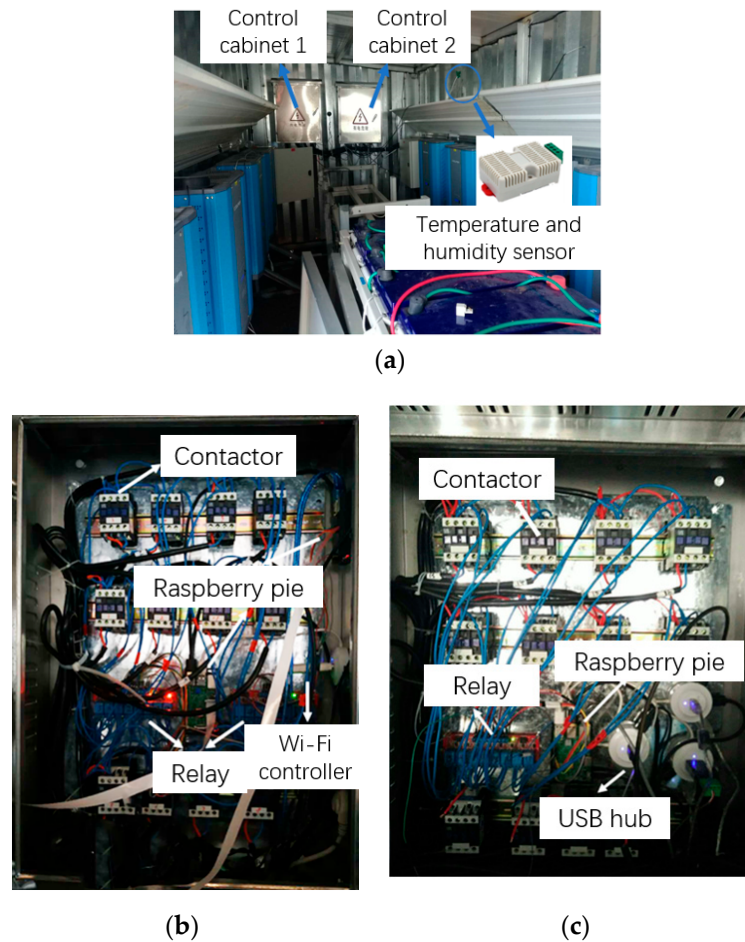 Control
cabinet 1
Control
cabinet 2
Temperature and
humidity sensor
(a)
Contactor
Raspberry pie
Relay
Wi-Fi
controller
(b)
Contactor
Raspberry pie
Relay
USB hub
(c)